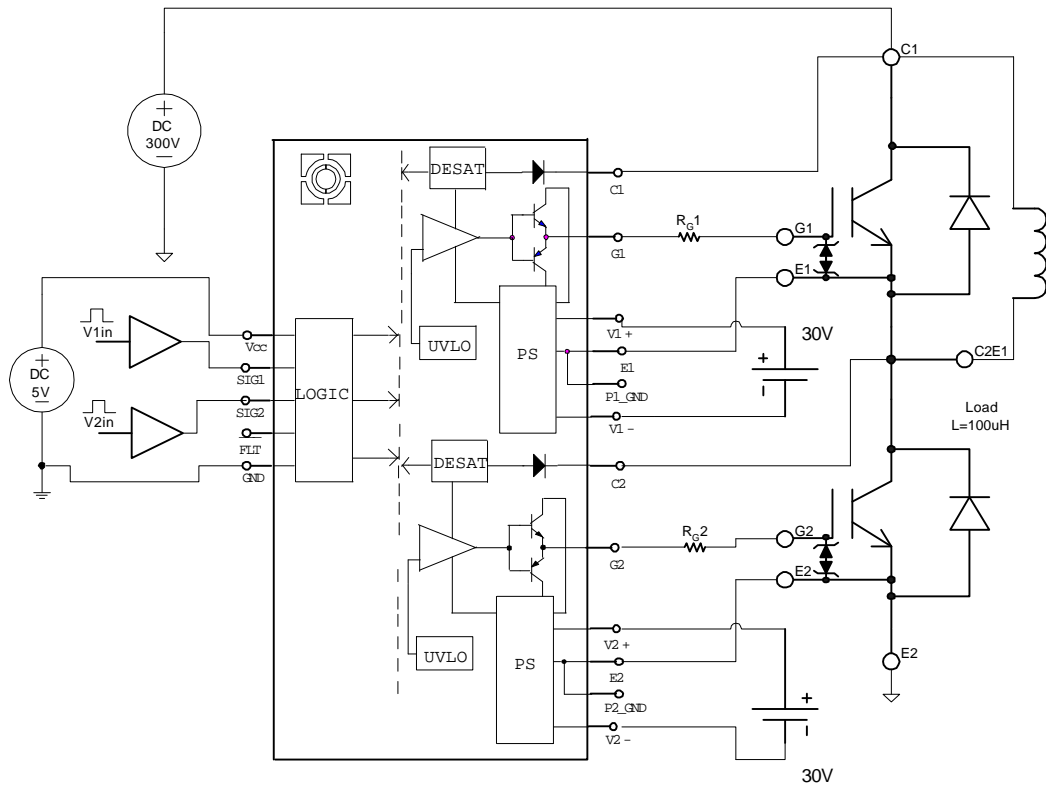 C1
+
DC
300V
DESAT
C1
RG1
G1
G1
E1
V1in
Vcc
UVLO
PS
V1 +
30V
+
E1
C2E1
DC
5V
SIG1
LOGIC
P1_GND
SIG2
V2in
V1 -
Load
L=100uH
FLT
GND
DESAT
C2
RG2
G2
G2
E2
UVLO
PS
V2 +
E2
E2
+
P2_GND
V2 -
30V